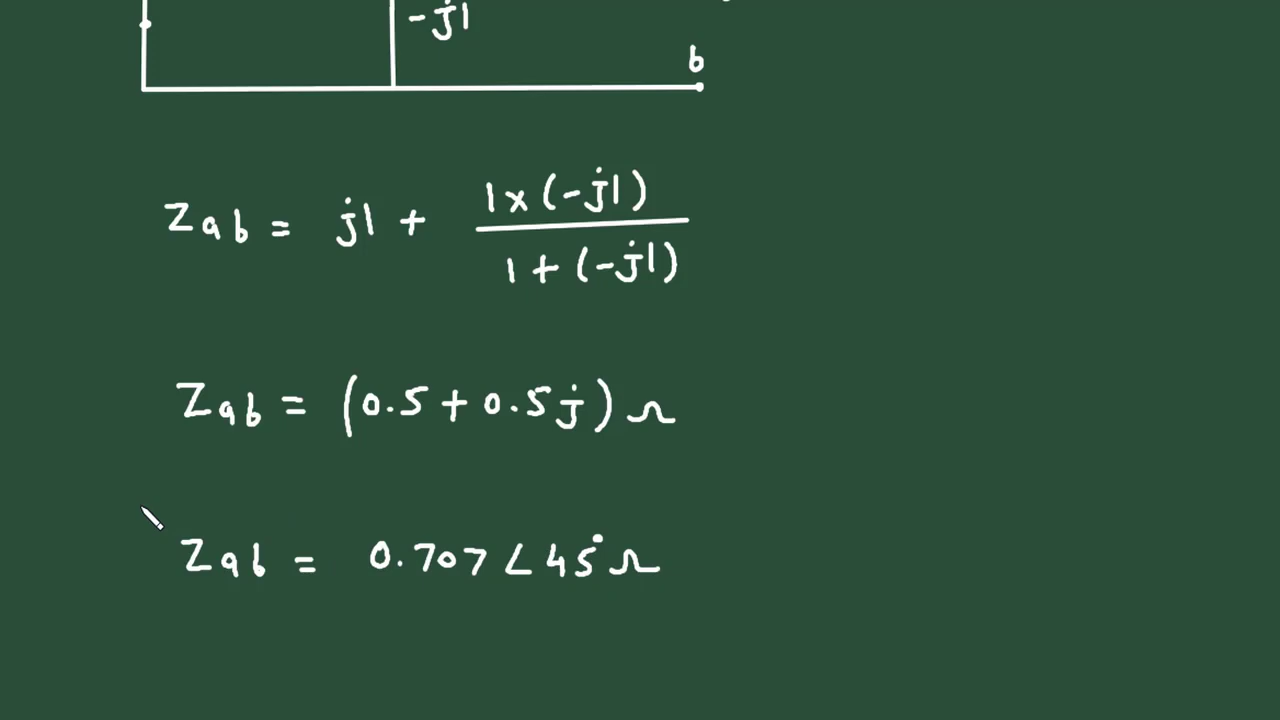 -j1
b
Zab = j1 + 1x(-j1) / 1+(-j1)
Zab = (0.5+0.5j)Ω
Zab = 0.707∠45°Ω